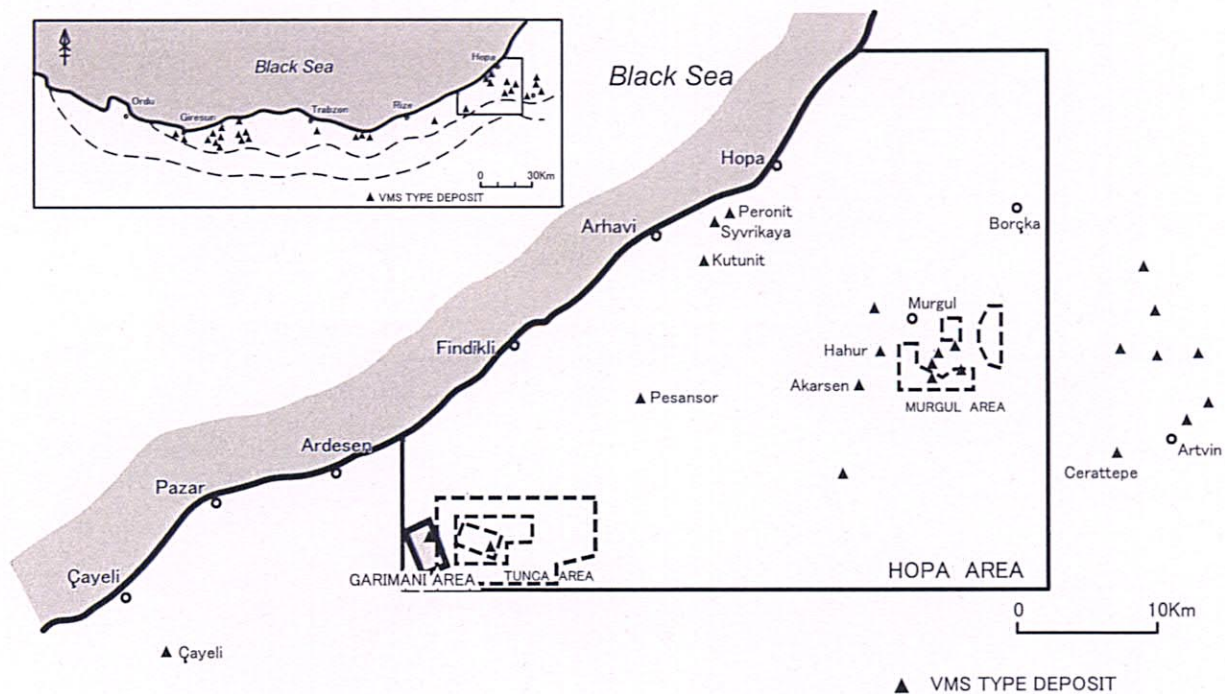 Black Sea
Hopa
Ordu
Giresun
Trabzon
Rize
0 30Km
▲ VMS TYPE DEPOSIT
Black Sea
Hopa
Peronit
Syvrikaya
Arhavi
Kutunit
Borçka
Murgul
Findikli
Hahur
Akarsen
Pesansor
MURGUL AREA
Ardesen
Artvin
Cerattepe
Pazar
Çayeli
GARIMANI AREA
TUNCA AREA
HOPA AREA
0 10Km
Çayeli
▲ VMS TYPE DEPOSIT